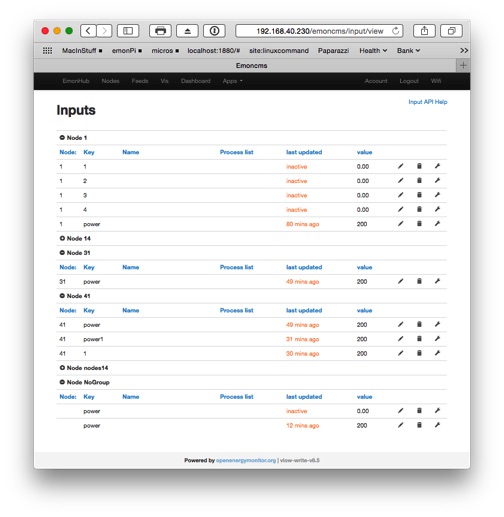 192.168.40.230/emoncms/input/view
MacInStuff emonPi micros localhost:1880/# site:linuxcommand Paparazzi Health Bank >>
Emoncms +
EmonHub Nodes Feeds Vis Dashboard Apps Account Logout Wifi
Input API Help
Inputs
Node 1
Node: Key Name Process list last updated value
1 1 inactive 0.00
1 2 inactive 0.00
1 3 inactive 0.00
1 4 inactive 0.00
1 power 60 mins ago 200
Node 14
Node 31
Node: Key Name Process list last updated value
31 power 49 mins ago 200
Node 41
Node: Key Name Process list last updated value
41 power 49 mins ago 200
41 power1 31 mins ago 200
41 1 30 mins ago 200
Node nodes14
Node NoGroup
Node: Key Name Process list last updated value
power inactive 0.00
power 12 mins ago 200
Powered by openenergymonitor.org |